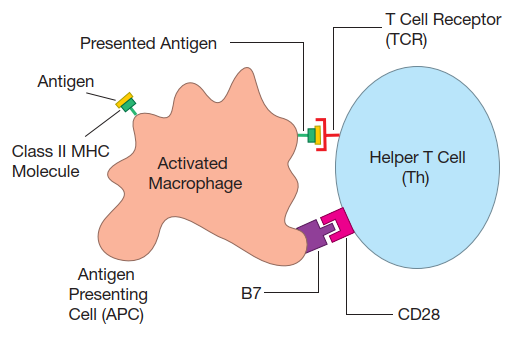 T Cell Receptor
(TCR)
Presented Antigen
Antigen
Class II MHC
Molecule
Activated
Macrophage
Helper T Cell
(Th)
Antigen
Presenting
Cell (APC)
B7
CD28